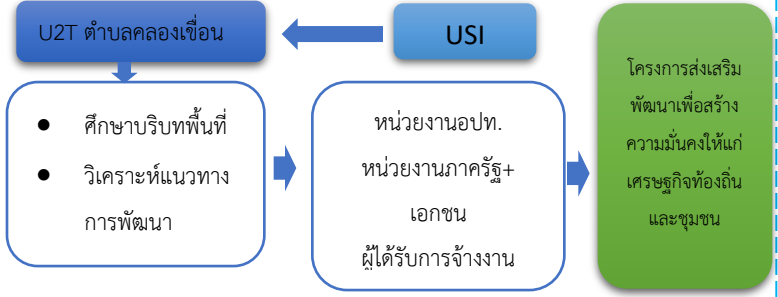 U2T ตำบลคลองเขื่อน
USI
● ศึกษาบริบทพื้นที่
● วิเคราะห์แนวทาง
การพัฒนา
หน่วยงานอปท.
หน่วยงานภาครัฐ+
เอกชน
ผู้ได้รับการจ้างงาน
โครงการส่งเสริม
พัฒนาเพื่อสร้าง
ความมั่นคงให้แก่
เศรษฐกิจท้องถิ่น
และชุมชน